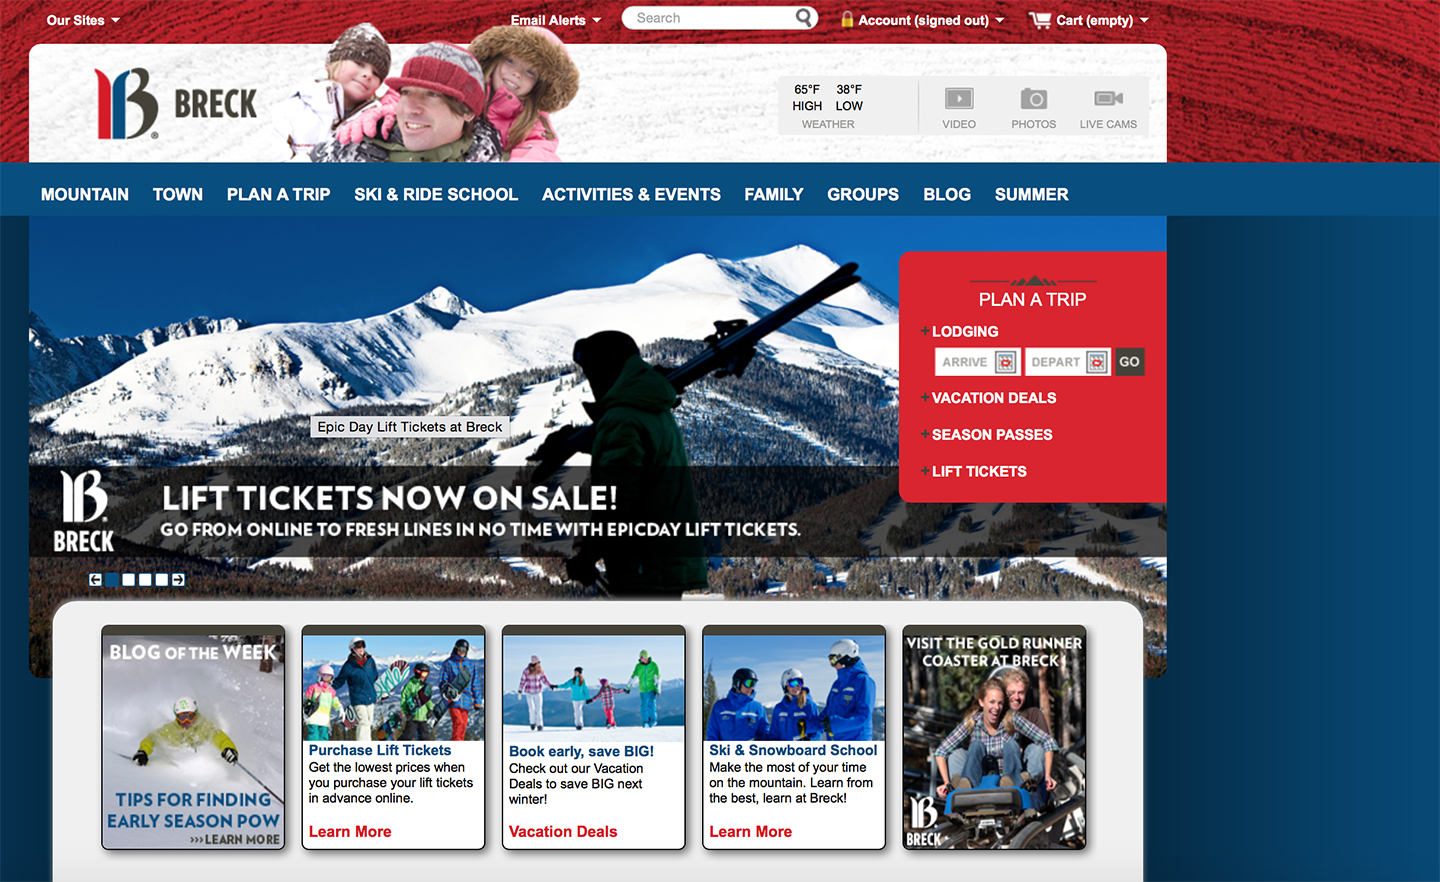 Our Sites
Email Alerts
Search
Account (signed out)
Cart (empty)
B BRECK
65°F 38°F
HIGH LOW
WEATHER
VIDEO
PHOTOS
LIVE CAMS
MOUNTAIN TOWN PLAN A TRIP SKI & RIDE SCHOOL ACTIVITIES & EVENTS FAMILY GROUPS BLOG SUMMER
PLAN A TRIP
+LODGING
ARRIVE DEPART GO
+VACATION DEALS
+SEASON PASSES
+LIFT TICKETS
Epic Day Lift Tickets at Breck
B
BRECK
LIFT TICKETS NOW ON SALE!
GO FROM ONLINE TO FRESH LINES IN NO TIME WITH EPICDAY LIFT TICKETS.
BLOG OF THE WEEK
TIPS FOR FINDING
EARLY SEASON POW
>>>LEARN MORE
Purchase Lift Tickets
Get the lowest prices when
you purchase your lift tickets
in advance online.
Learn More
Book early, save BIG!
Check out our Vacation
Deals to save BIG next
winter!
Vacation Deals
Ski & Snowboard School
Make the most of your time
on the mountain. Learn from
the best, learn at Breck!
Learn More
VISIT THE GOLD RUNNER
COASTER AT BRECK!
B
BRECK